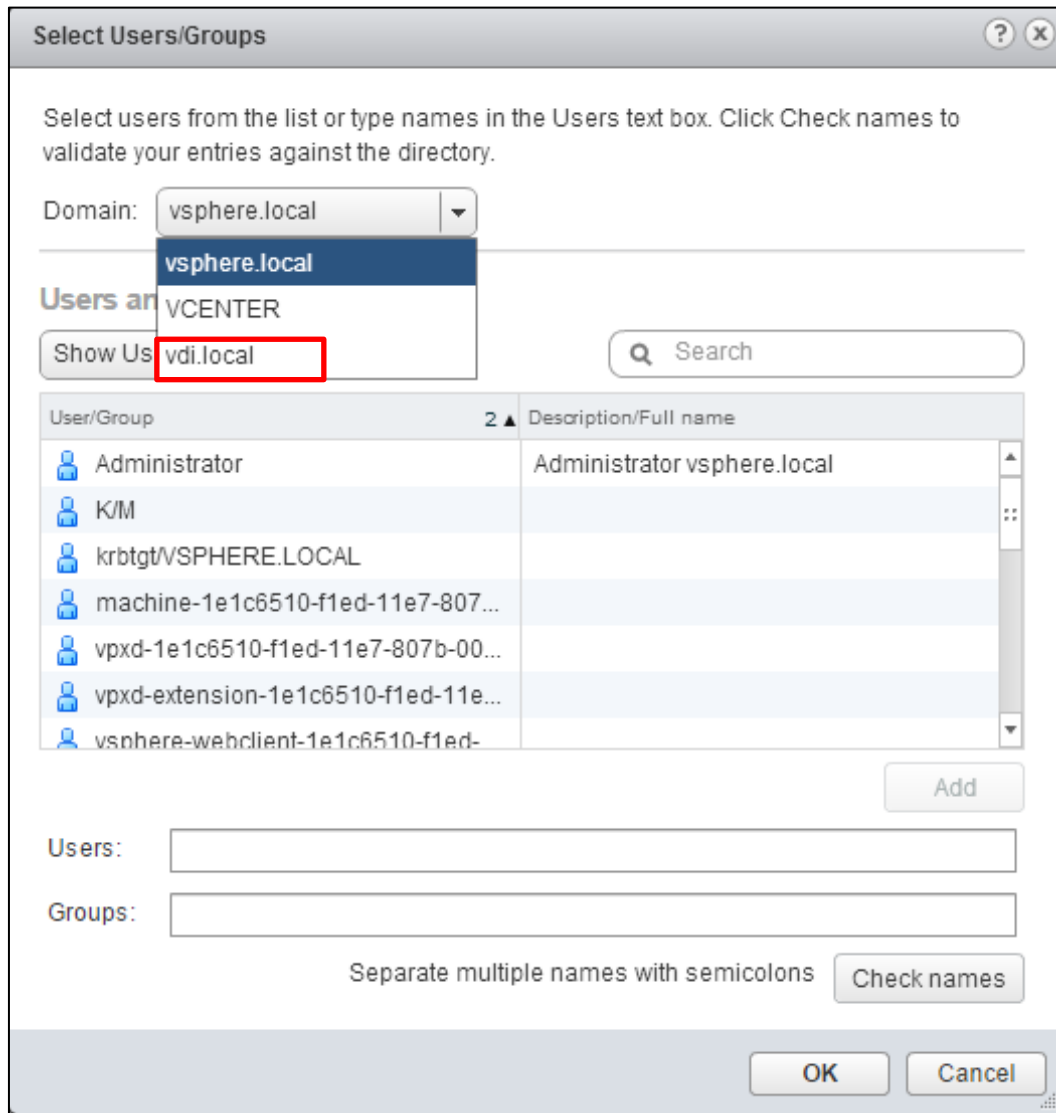 Select Users/Groups
Select users from the list or type names in the Users text box. Click Check names to
validate your entries against the directory.
Domain: vsphere.local
vsphere.local
Users an
VCENTER
Show Us
vdi.local
Search
User/Group 2 Description/Full name
Administrator Administrator vsphere.local
K/M
krbtgt/VSPHERE.LOCAL
machine-1e1c6510-f1ed-11e7-807...
vpxd-1e1c6510-f1ed-11e7-807b-00...
vpxd-extension-1e1c6510-f1ed-11e...
vsphere-webclient-1e1c6510-f1ed-
Add
Users:
Groups:
Separate multiple names with semicolons Check names
OK Cancel